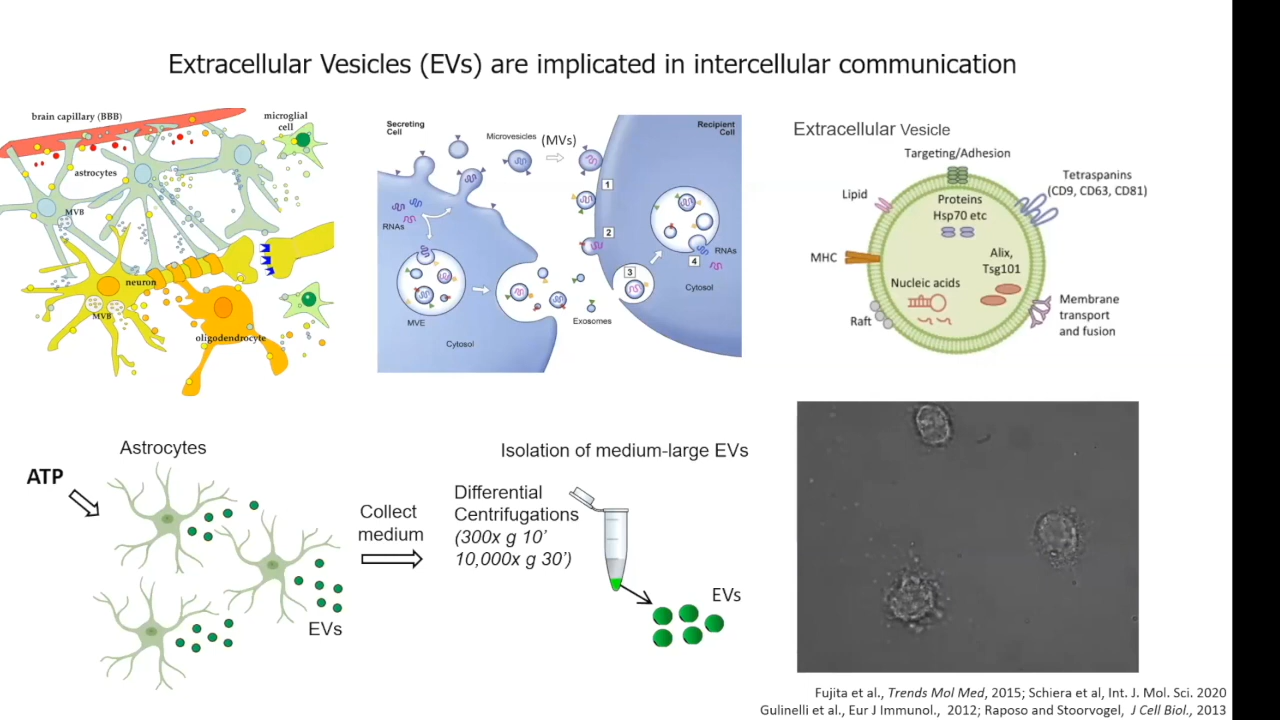 Extracellular Vesicles (EVs) are implicated in intercellular communication
brain capillary (BBB)
microglial
cell
astrocytes
MVB
neuron
MVB
oligodendrocyte
Secreting
Cell
Microvesicles (MVs)
Recipient
Cell
RNAs
1
2
3
4
RNAs
Cytosol
MVE
Exosomes
Cytosol
Extracellular Vesicle
Targeting/Adhesion
Lipid
Tetraspanins
(CD9, CD63, CD81)
Proteins
Hsp70 etc
MHC
Alix,
Tsg101
Nucleic acids
Raft
Membrane
transport
and fusion
Astrocytes
ATP
EVs
Collect
medium
Isolation of medium-large EVs
Differential
Centrifugations
(300x g 10’
10,000x g 30’)
EVs
Fujita et al., Trends Mol Med, 2015; Schiera et al, Int. J. Mol. Sci. 2020
Gulinelli et al., Eur J Immunol., 2012; Raposo and Stoorvogel, J Cell Biol., 2013